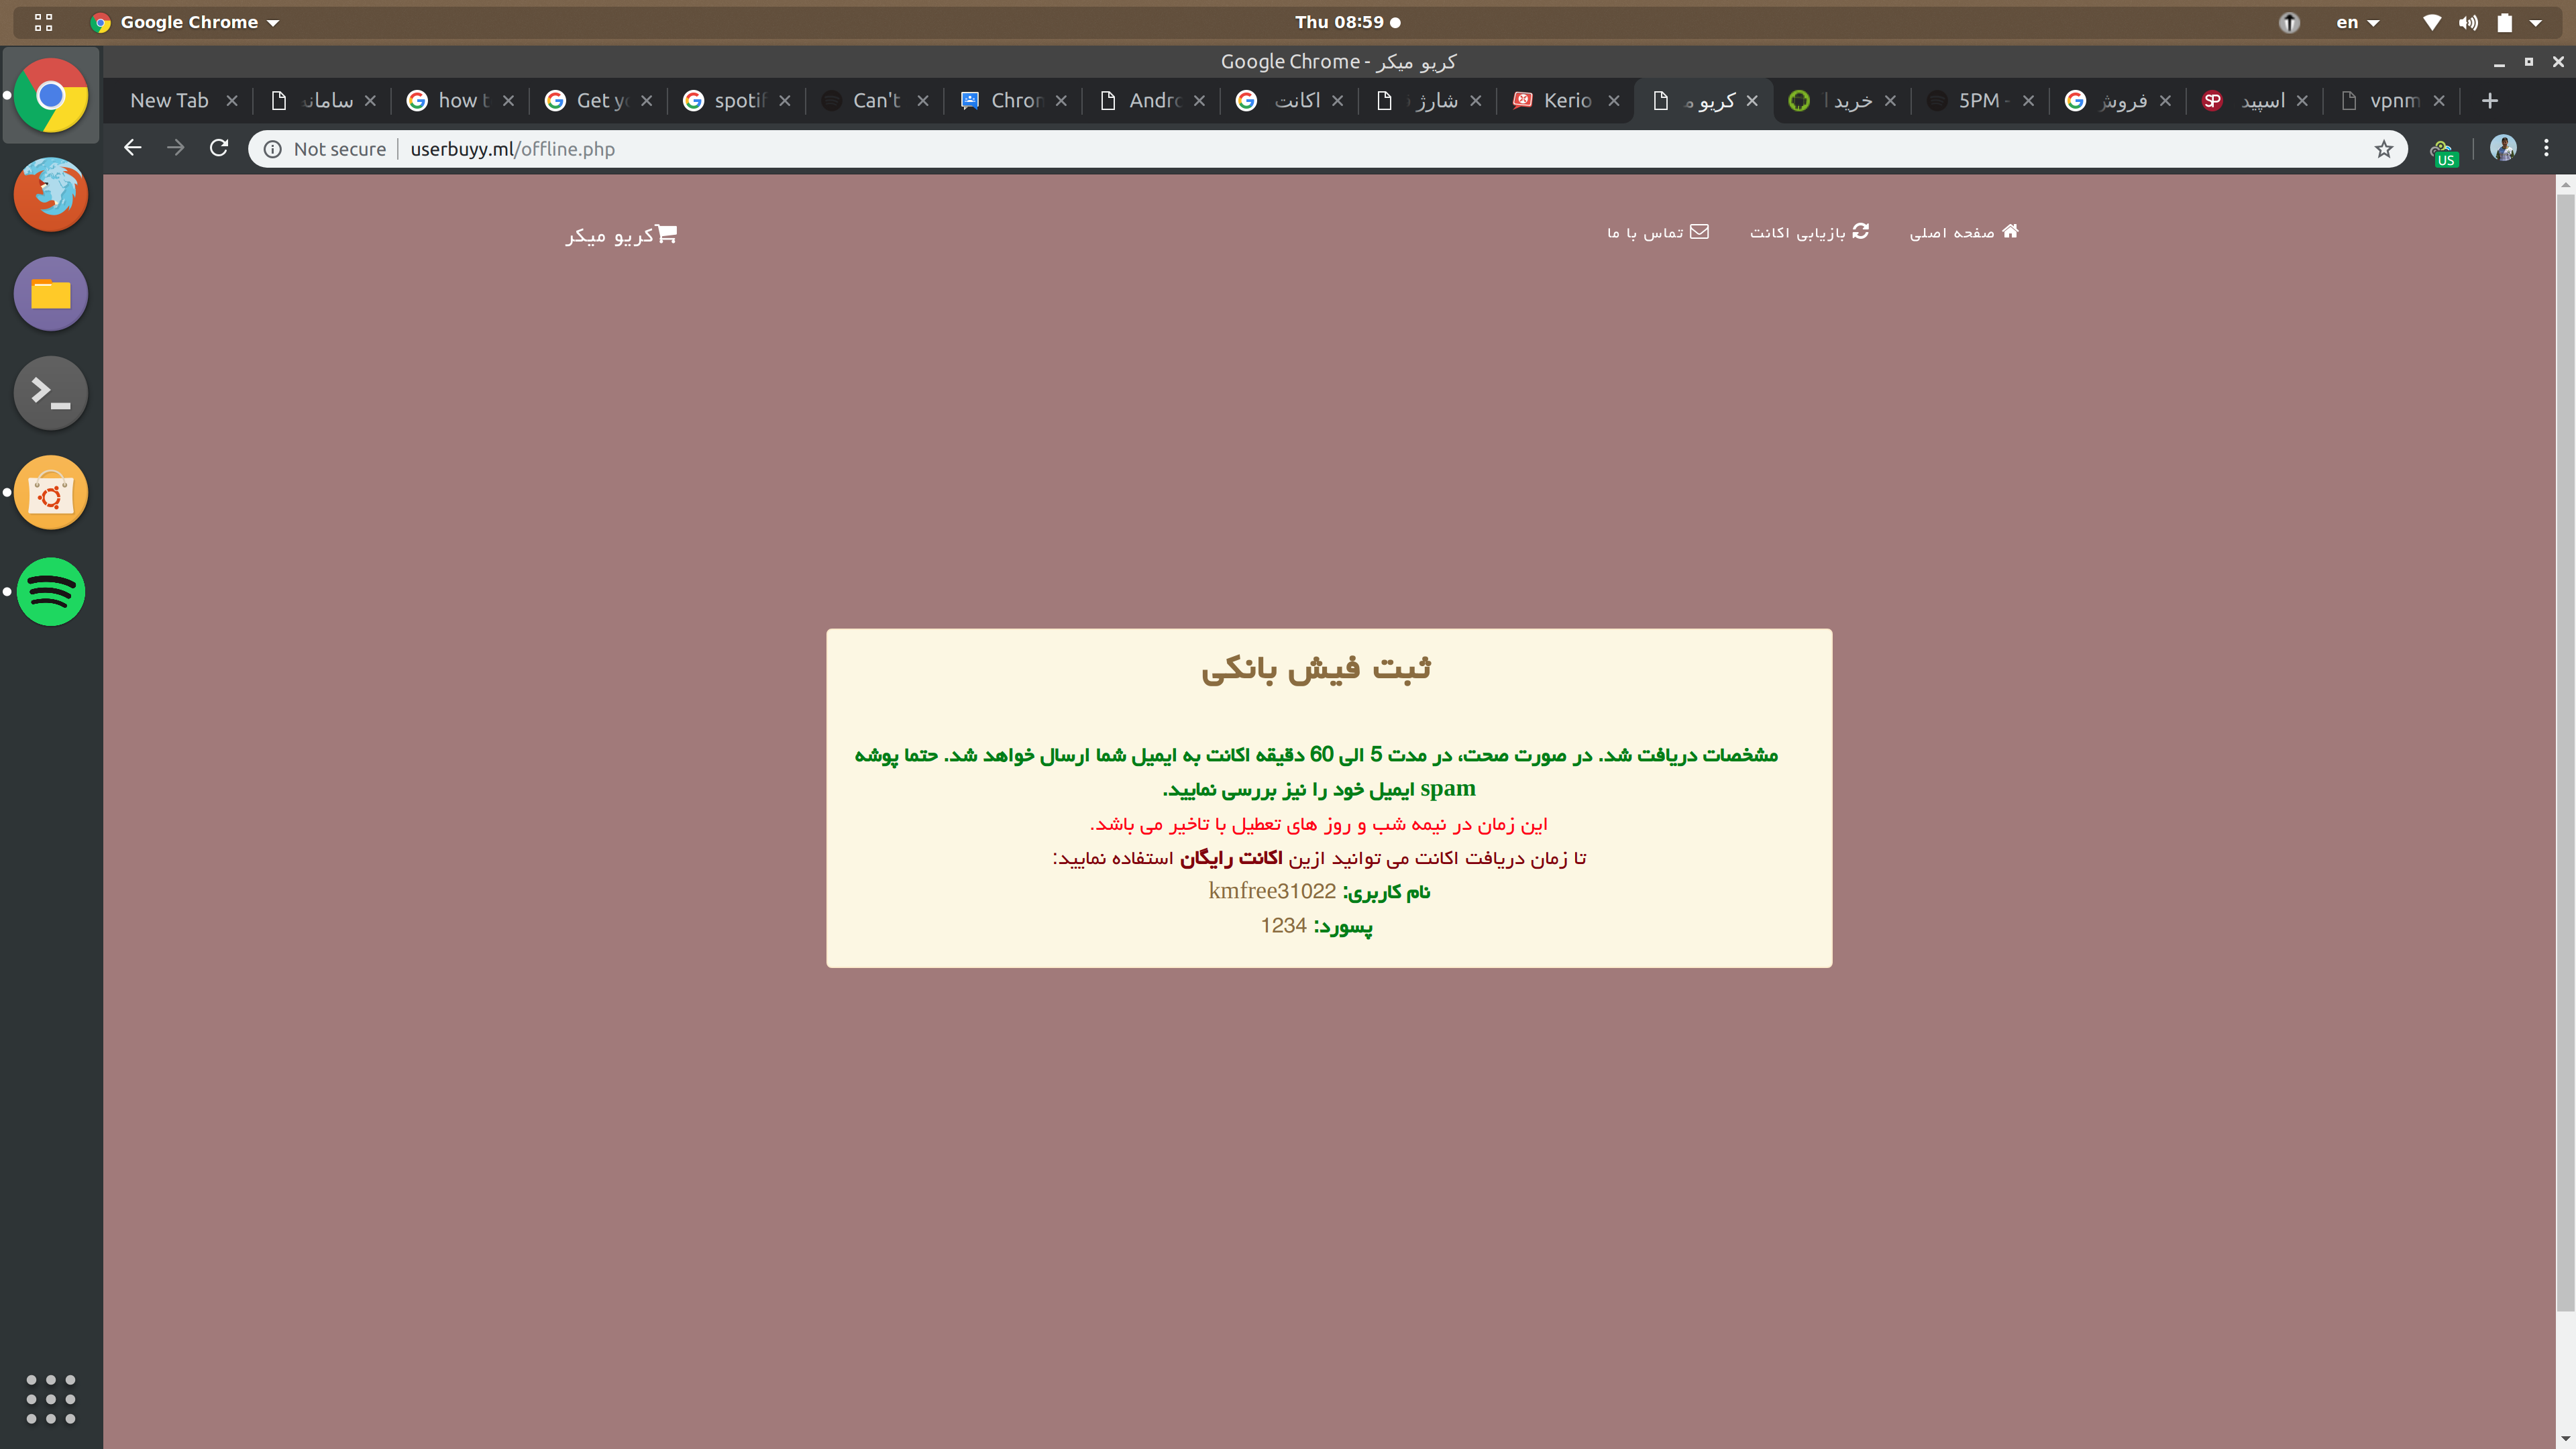 Google Chrome
Thu 08:59
en
Google Chrome - کریو میکر
New Tab
سامانه
how t
Get yo
spotif
Can't
Chron
Andro
اکانت
شارژ
Kerio
کریو م
خرید ا
5PM -
فروش
اسپید
vpnm
Not secure
userbuyy.ml/offline.php
US
صفحه اصلی
بازیابی اکانت
تماس با ما
کریو میکر
ثبت فیش بانکی
مشخصات دریافت شد. در صورت صحت، در مدت 5 الی 60 دقیقه اکانت به ایمیل شما ارسال خواهد شد. حتما پوشه
spam ایمیل خود را نیز بررسی نمایید.
این زمان در نیمه شب و روز های تعطیل با تاخیر می باشد.
تا زمان دریافت اکانت می توانید ازین اکانت رایگان استفاده نمایید:
نام کاربری: kmfree31022
پسورد: 1234